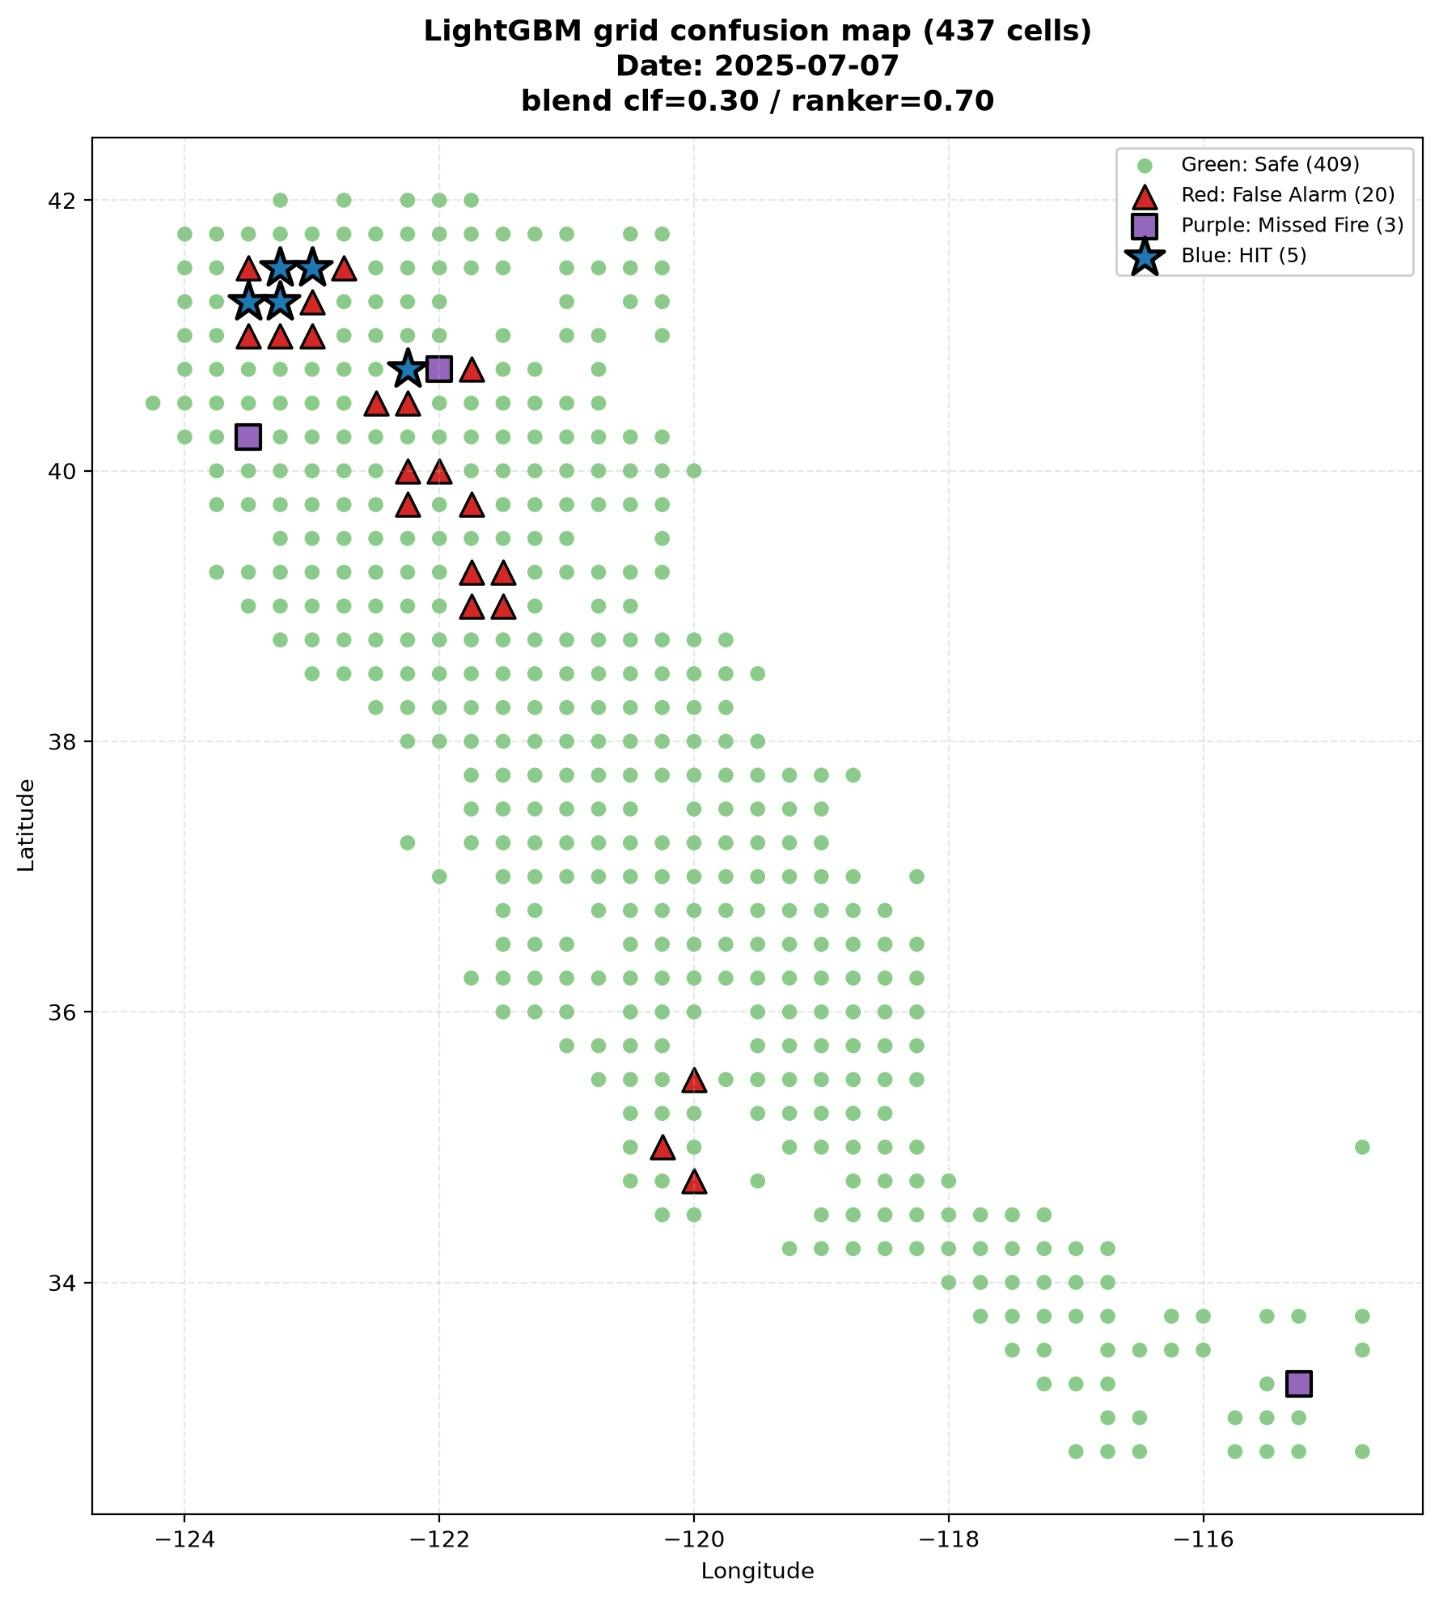 LightGBM grid confusion map (437 cells)
Date: 2025-07-07
blend clf=0.30 / ranker=0.70
Green: Safe (409)
Red: False Alarm (20)
Purple: Missed Fire (3)
Blue: HIT (5)
42
40
38
36
34
Latitude
−124
−122
−120
−118
−116
Longitude